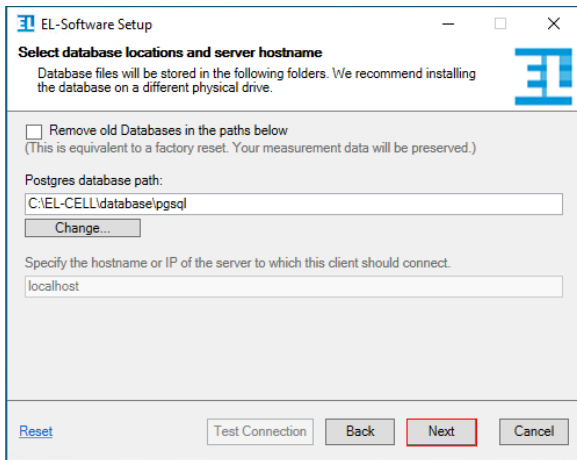 EL-Software Setup
Select database locations and server hostname
Database files will be stored in the following folders. We recommend installing
the database on a different physical drive.
Remove old Databases in the paths below
(This is equivalent to a factory reset. Your measurement data will be preserved.)
Postgres database path:
C:\EL-CELL\database\pgsql
Change...
Specify the hostname or IP of the server to which this client should connect.
localhost
Reset Test Connection Back Next Cancel